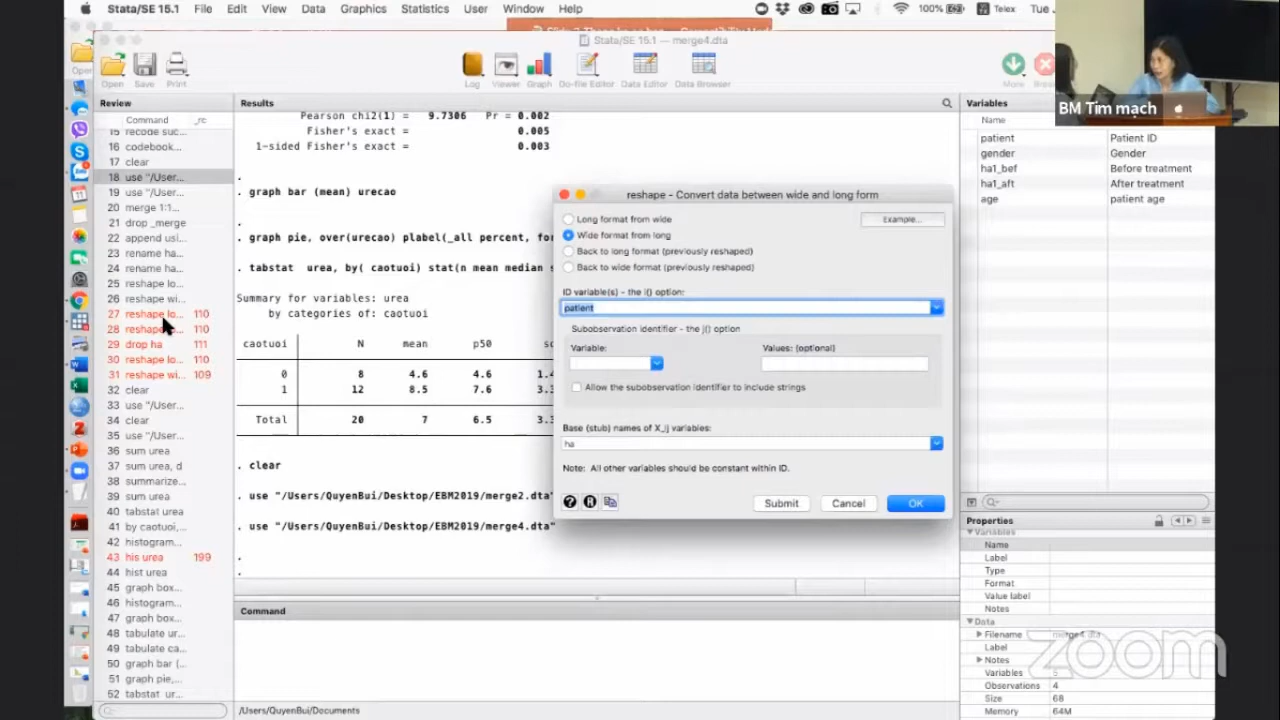 Stata/SE 15.1 File Edit View Data Graphics Statistics User Window Help 100% Telex Tue
Stata/SE 15.1 — merge4.dta
Open Save Print Log Viewer Graph Do-file Editor Data Editor Data Browser More
BM Tim mạch
Review
Command _rc
15 recode suc...
16 codebook...
17 clear
18 use "/User...
19 use "/User...
20 merge 1:1...
21 drop _merge
22 append usi...
23 rename ha...
24 rename ha...
25 reshape lo...
26 reshape wi...
27 reshape lo... 110
28 reshape 110
29 drop ha 111
30 reshape lo... 110
31 reshape wi... 109
32 clear
33 use "/User...
34 clear
35 use "/User...
36 sum urea
37 sum urea, d
38 summarize...
39 sum urea
40 tabstat urea
41 by caotuoi,...
42 histogram...
43 his urea 199
44 hist urea
45 graph box...
46 histogram...
47 graph box...
48 tabulate ur...
49 tabulate ca...
50 graph bar (...
51 graph pie,...
52 tabstat ur...
Results
Pearson chi2(1) = 9.7306 Pr = 0.002
Fisher's exact = 0.005
1-sided Fisher's exact = 0.003
.
. graph bar (mean) urecao
.
. graph pie, over(urecao) plabel(_all percent, fo
. tabstat urea, by( caotuoi) stat(n mean median s
Summary for variables: urea
by categories of: caotuoi
caotuoi N mean p50
0 8 4.6 4.6 1.4
1 12 8.5 7.6 3.
Total 20 7 6.5 3.
. clear
. use "/Users/QuyenBui/Desktop/EBM2019/merge2.dta"
. use "/Users/QuyenBui/Desktop/EBM2019/merge4.dta"
.
.
Command
/Users/QuyenBui/Documents
reshape - Convert data between wide and long form
Long format from wide
Example...
Wide format from long
Back to long format (previously reshaped)
Back to wide format (previously reshaped)
ID variable(s) - the i() option:
patient
Subobservation identifier - the j() option
Variable: Values: (optional)
Allow the subobservation identifier to include strings
Base (stub) names of X_ij variables:
ha
Note: All other variables should be constant within ID.
? R Submit Cancel OK
Variables
Name
patient Patient ID
gender Gender
ha1_bef Before treatment
ha1_aft After treatment
age patient age
Properties
Variables
Name
Label
Type
Format
Value label
Notes
Data
Filename merge4.dta
Label
Notes
Variables 5
Observations 4
Size 68
Memory 64M
zoom